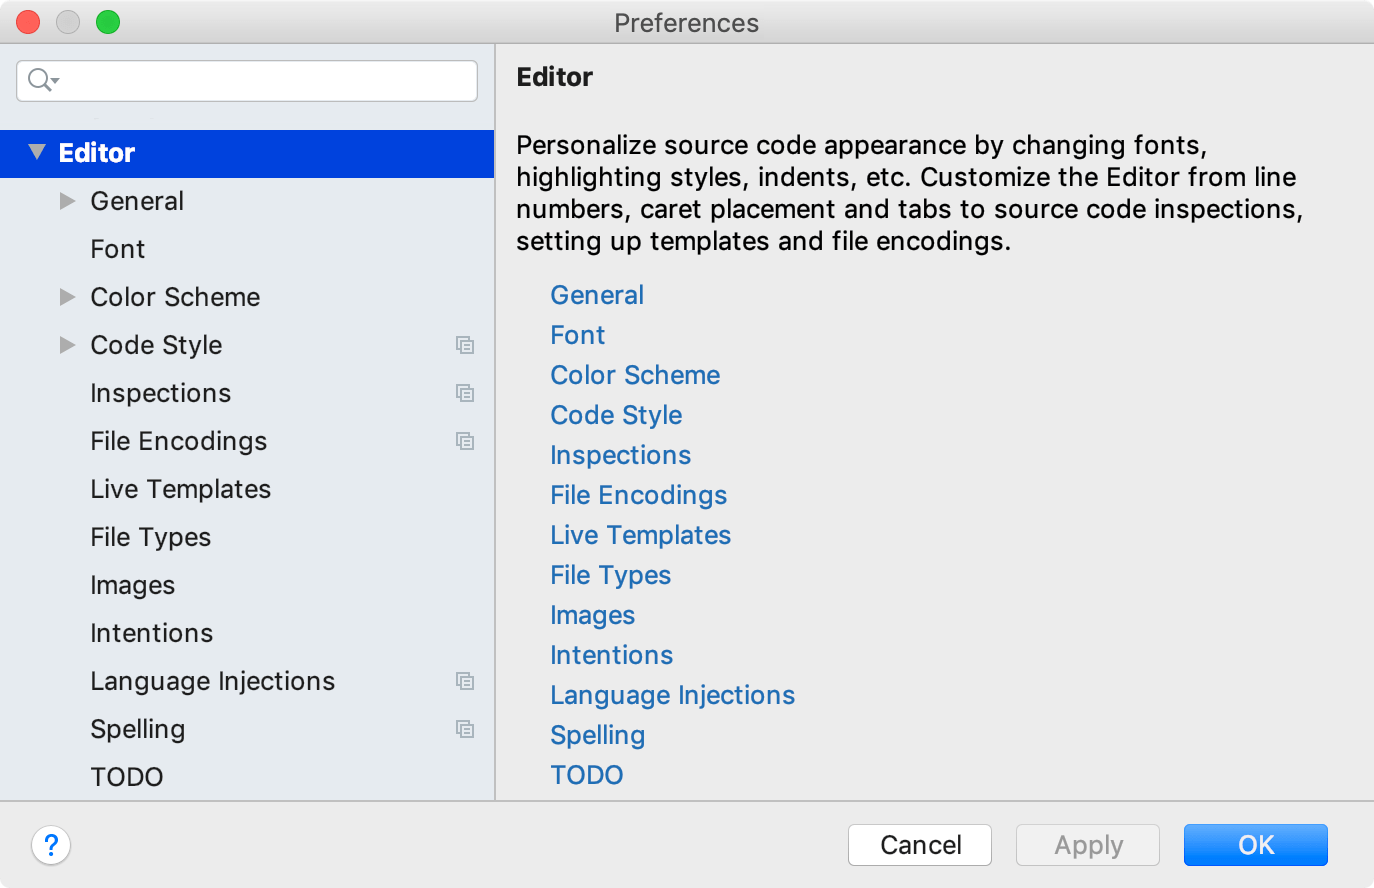 Preferences
Editor
General
Font
Color Scheme
Code Style
Inspections
File Encodings
Live Templates
File Types
Images
Intentions
Language Injections
Spelling
TODO
Editor
Personalize source code appearance by changing fonts,
highlighting styles, indents, etc. Customize the Editor from line
numbers, caret placement and tabs to source code inspections,
setting up templates and file encodings.
General
Font
Color Scheme
Code Style
Inspections
File Encodings
Live Templates
File Types
Images
Intentions
Language Injections
Spelling
TODO
?
Cancel
Apply
OK